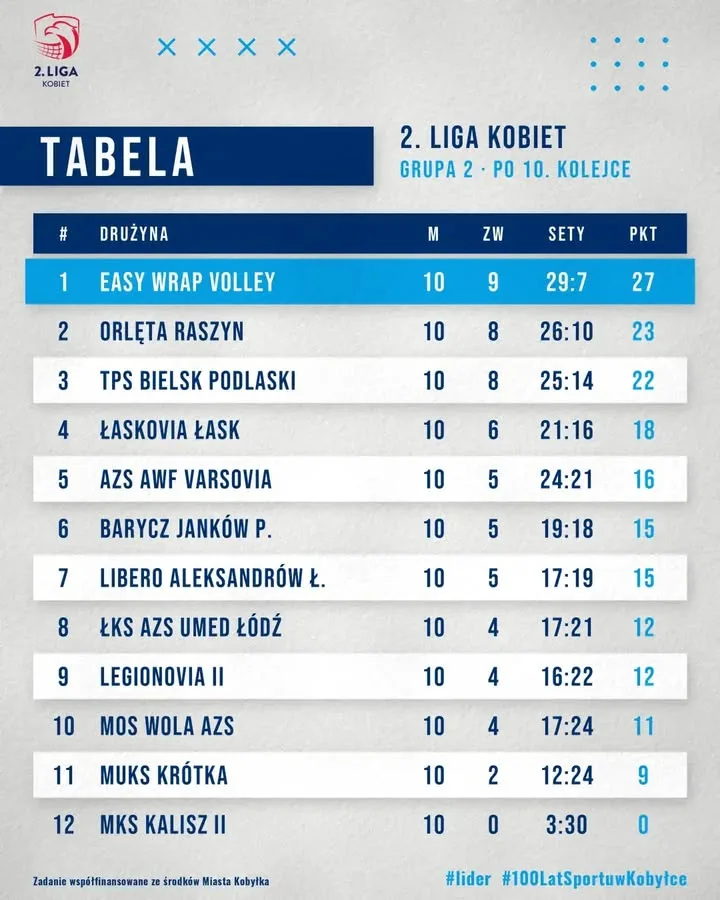 2. LIGA
KOBIET
TABELA
2. LIGA KOBIET
GRUPA 2 · PO 10. KOLEJCE
# DRUŻYNA M ZW SETY PKT
1 EASY WRAP VOLLEY 10 9 29:7 27
2 ORLĘTA RASZYN 10 8 26:10 23
3 TPS BIELSK PODLASKI 10 8 25:14 22
4 ŁASKOVIA ŁASK 10 6 21:16 18
5 AZS AWF VARSOVIA 10 5 24:21 16
6 BARYCZ JANKÓW P. 10 5 19:18 15
7 LIBERO ALEKSANDRÓW Ł. 10 5 17:19 15
8 ŁKS AZS UMED ŁÓDŹ 10 4 17:21 12
9 LEGIONOVIA II 10 4 16:22 12
10 MOS WOLA AZS 10 4 17:24 11
11 MUKS KRÓTKA 10 2 12:24 9
12 MKS KALISZ II 10 0 3:30 0
Zadanie współfinansowane ze środków Miasta Kobyłka
#lider #100LatSportuwKobyłce